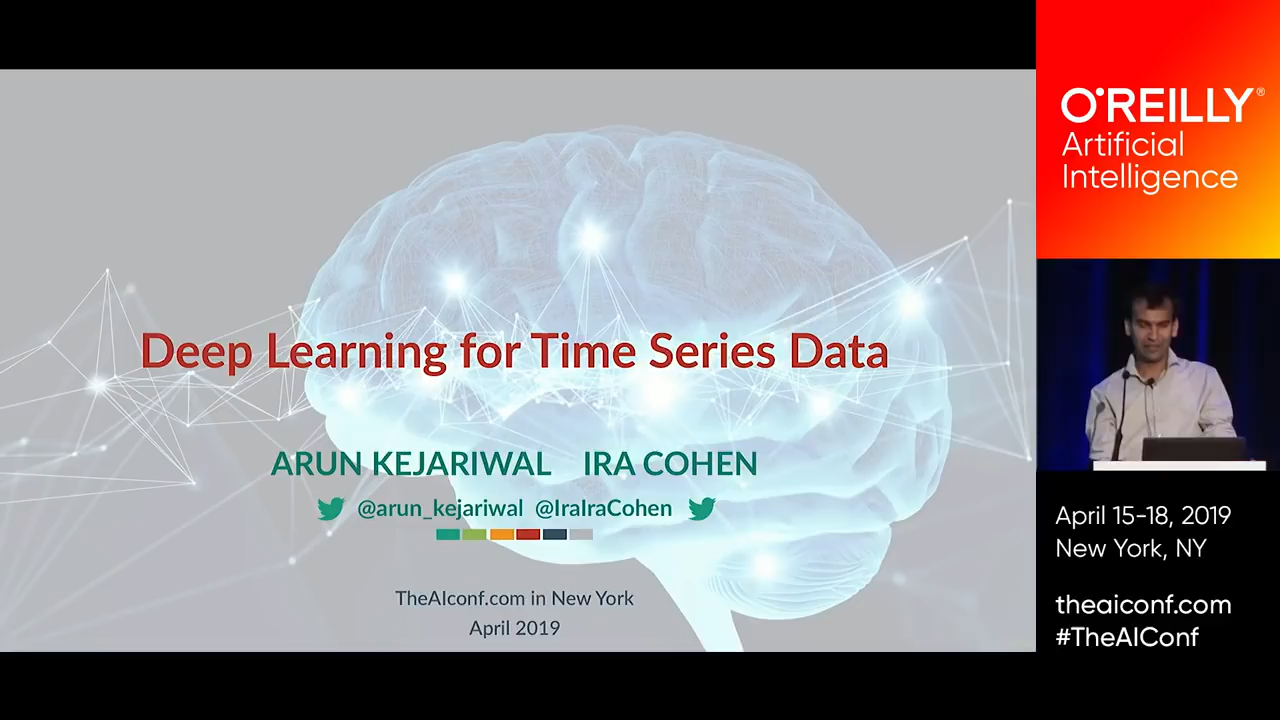 Deep Learning for Time Series Data
ARUN KEJARIWAL IRA COHEN
@arun_kejariwal @IraIraCohen
TheAIconf.com in New York
April 2019
O'REILLY®
Artificial
Intelligence
April 15-18, 2019
New York, NY
theaiconf.com
#TheAIConf